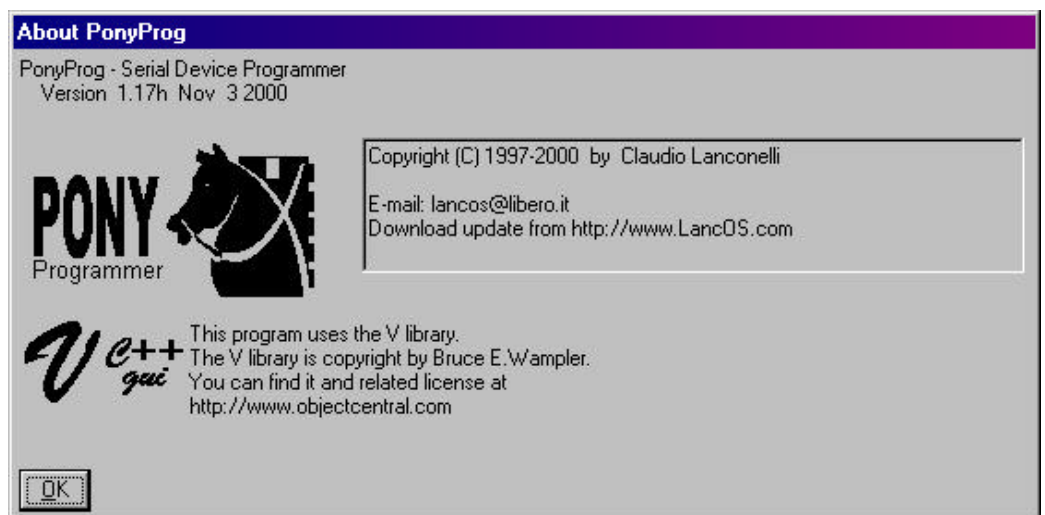 About PonyProg
PonyProg - Serial Device Programmer
Version 1.17h Nov 3 2000
PONY
Programmer
Copyright (C) 1997-2000 by Claudio Lanconelli
E-mail: lancos@libero.it
Download update from http://www.LancOS.com
V C++
gui
This program uses the V library.
The V library is copyright by Bruce E.Wampler.
You can find it and related license at
http://www.objectcentral.com
OK